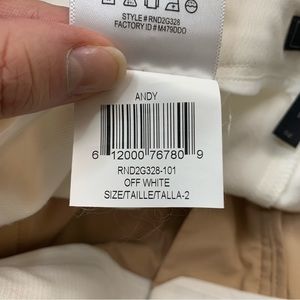 STYLE# RND2G328
FACTORY ID# M479DDO
ANDY
6 12000 76780 9
RND2G328-101
OFF WHITE
SIZE/TAILLE/TALLA-2